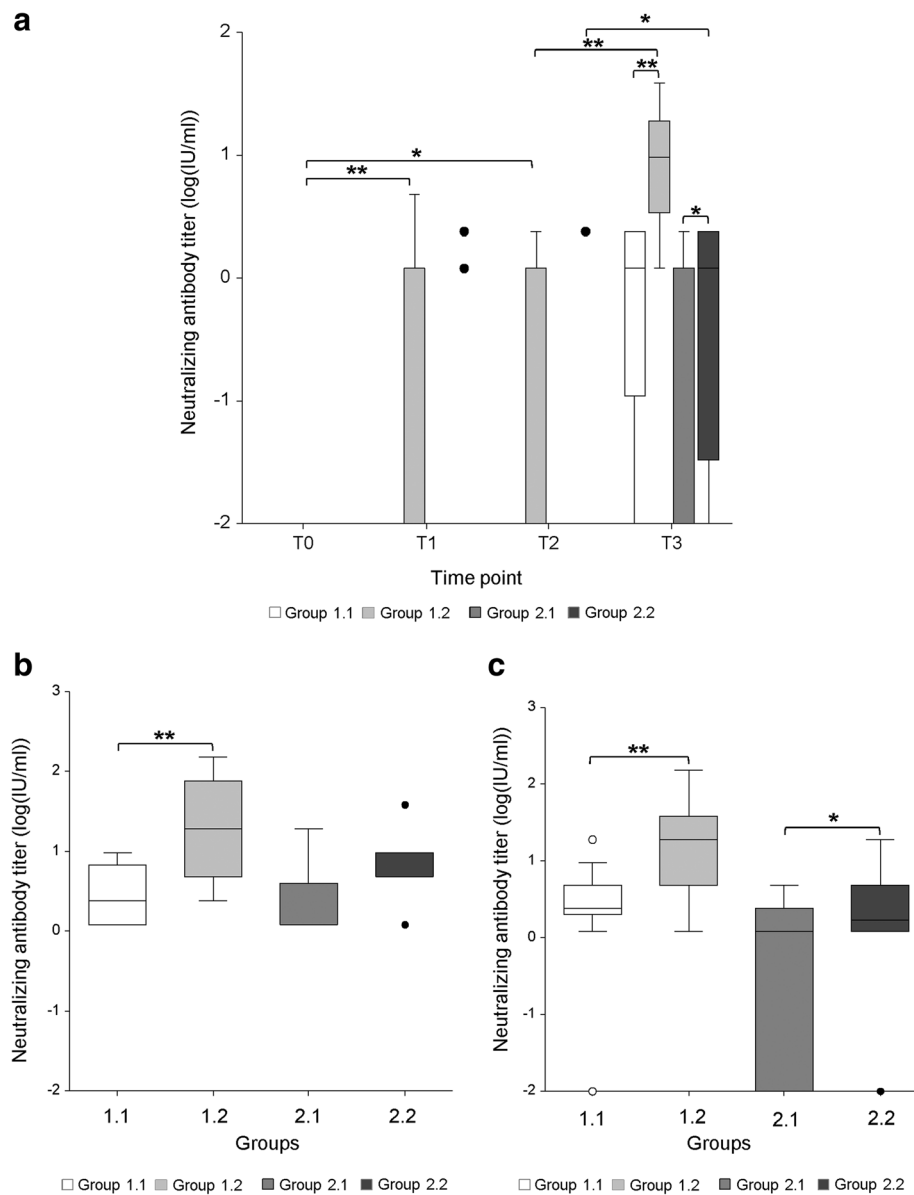 a
Neutralizing antibody titer (log(IU/ml))
2
1
0
-1
-2
*
**
**
*
**
*
T0 T1 T2 T3
Time point
Group 1.1 Group 1.2 Group 2.1 Group 2.2
b
Neutralizing antibody titer (log(IU/ml))
3
2
1
0
-1
-2
**
1.1 1.2 2.1 2.2
Groups
Group 1.1 Group 1.2 Group 2.1 Group 2.2
c
Neutralizing antibody titer (log(IU/ml))
3
2
1
0
-1
-2
**
*
1.1 1.2 2.1 2.2
Groups
Group 1.1 Group 1.2 Group 2.1 Group 2.2